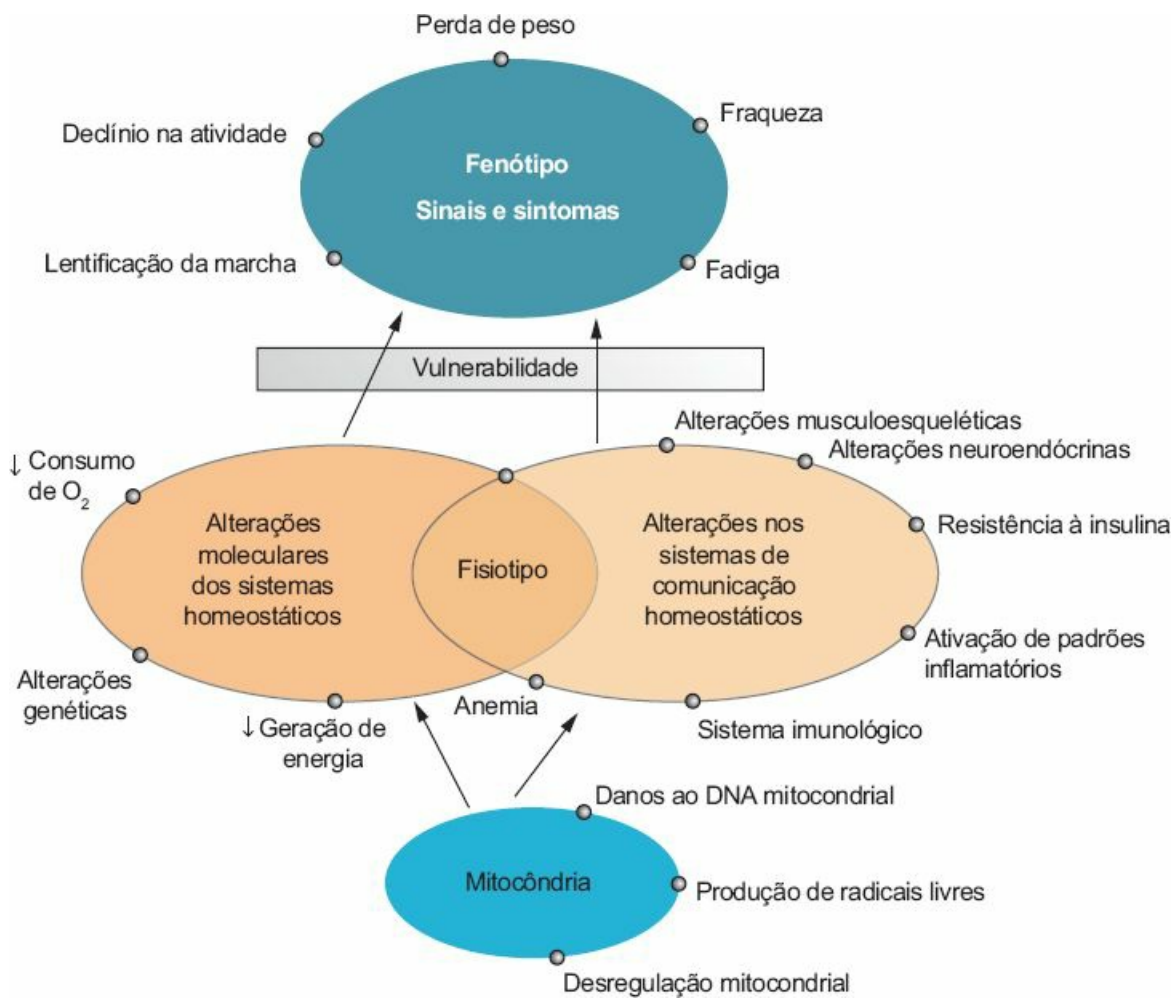 Perda de peso
Declínio na atividade
Fraqueza
Fenótipo
Sinais e sintomas
Lentificação da marcha
Fadiga
Vulnerabilidade
Alterações musculoesqueléticas
Alterações neuroendócrinas
↓ Consumo
de O₂
Alterações
moleculares
dos sistemas
homeostáticos
Fisiotipo
Alterações nos
sistemas de
comunicação
homeostáticos
Resistência à insulina
Ativação de padrões
inflamatórios
Alterações
genéticas
↓ Geração de
energia
Anemia
Sistema imunológico
Danos ao DNA mitocondrial
Mitocôndria
Produção de radicais livres
Desregulação mitocondrial